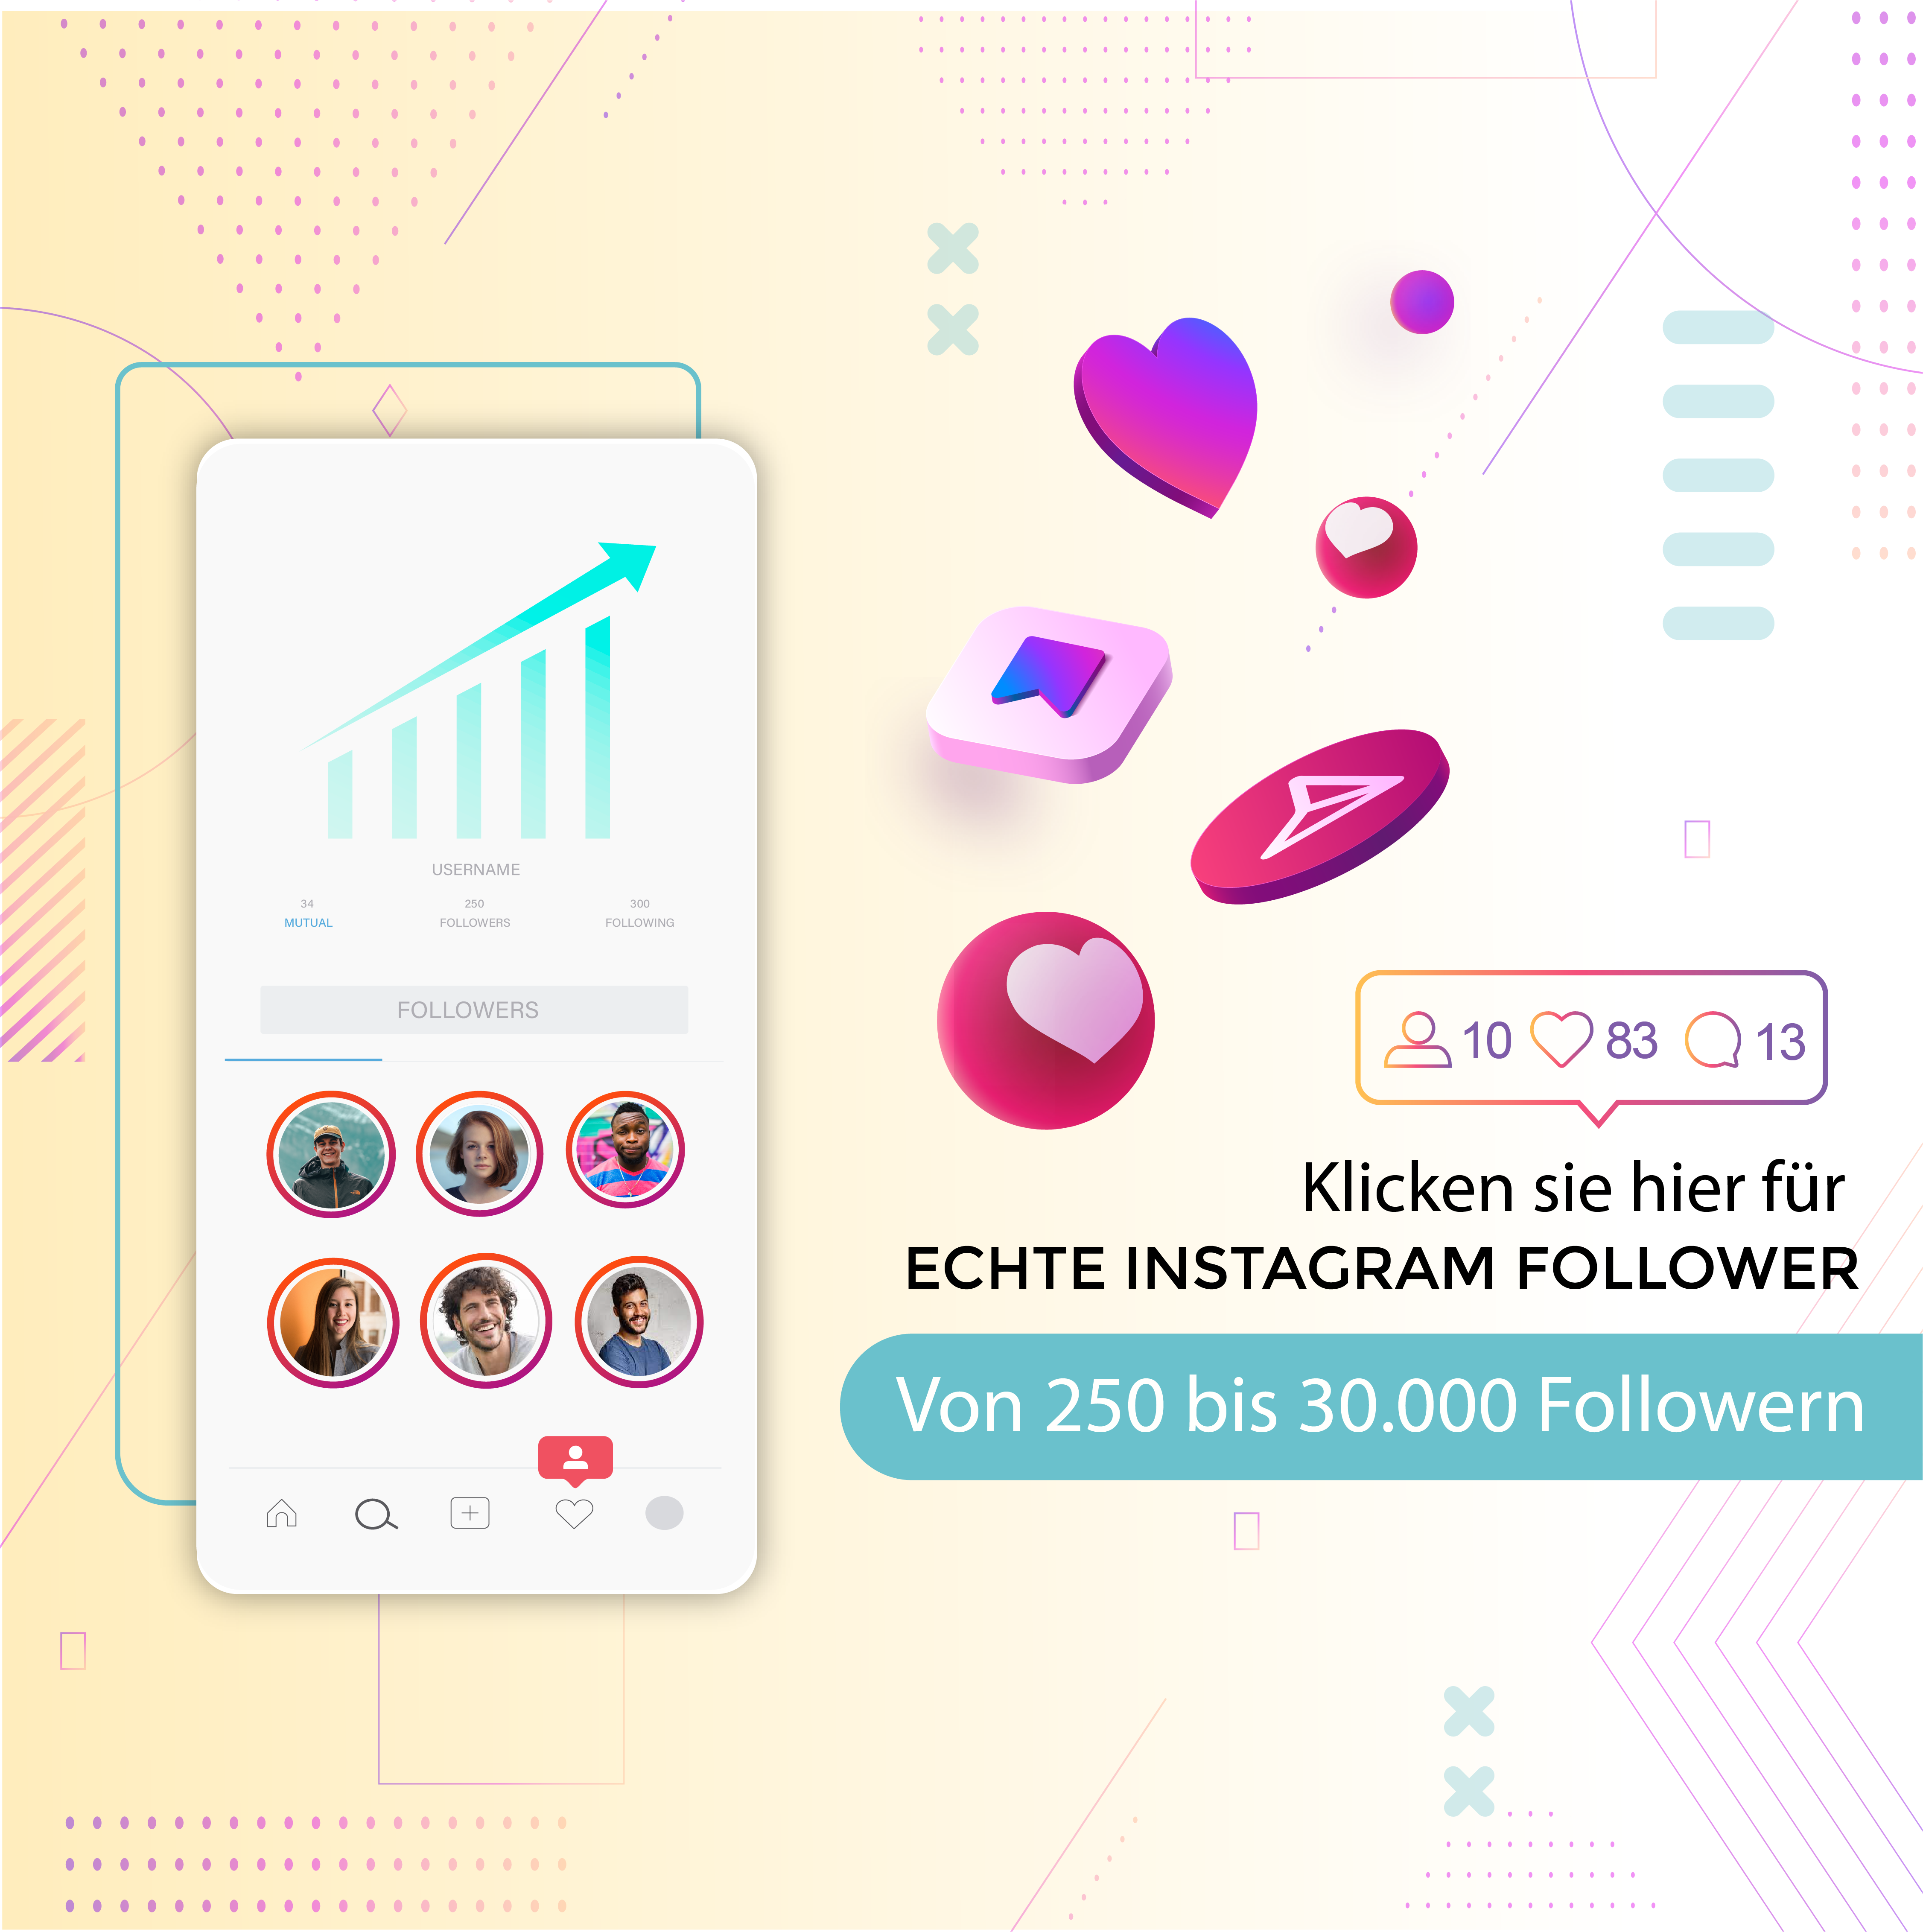 USERNAME
34 250 300
MUTUAL FOLLOWERS FOLLOWING
FOLLOWERS
10 83 13
Klicken sie hier für
ECHTE INSTAGRAM FOLLOWER
Von 250 bis 30.000 Followern